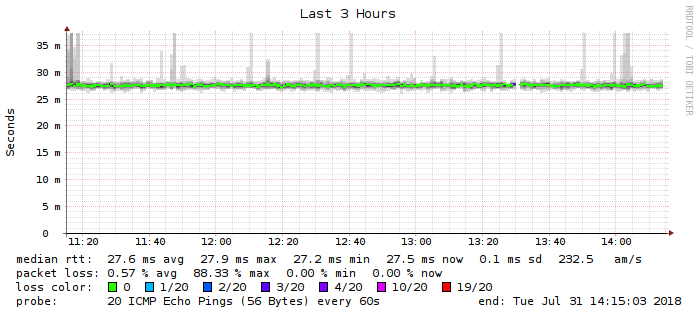 Last 3 Hours
RRDTOOL / TOBI OETIKER
Seconds
35 m
30 m
25 m
20 m
15 m
10 m
5 m
0
11:20 11:40 12:00 12:20 12:40 13:00 13:20 13:40 14:00
median rtt: 27.6 ms avg 27.9 ms max 27.2 ms min 27.5 ms now 0.1 ms sd 232.5 am/s
packet loss: 0.57 % avg 88.33 % max 0.00 % min 0.00 % now
loss color: 0 1/20 2/20 3/20 4/20 10/20 19/20
probe: 20 ICMP Echo Pings (56 Bytes) every 60s end: Tue Jul 31 14:15:03 2018